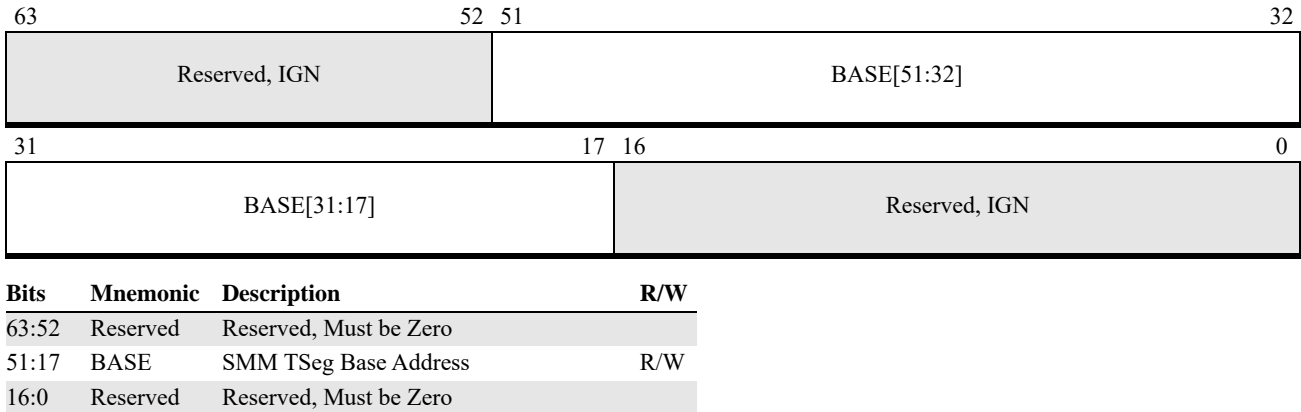 63 52 51 32
Reserved, IGN BASE[51:32]
31 17 16 0
BASE[31:17] Reserved, IGN
Bits Mnemonic Description R/W
63:52 Reserved Reserved, Must be Zero
51:17 BASE SMM TSeg Base Address R/W
16:0 Reserved Reserved, Must be Zero